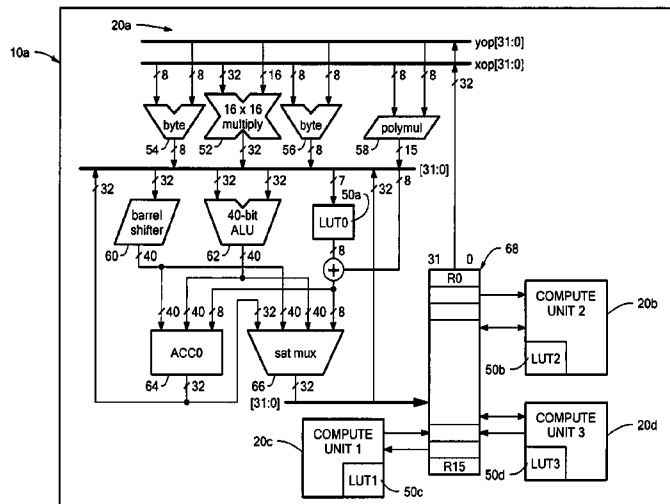 20a
10a
yop[31:0]
xop[31:0]
8 8 32 16 8 8 8 8 32
byte
16 x 16
multiply
byte
polymul
54 8 52 32 56 8 58 15
[31:0]
32 32 32 32 7 50a 32 8
barrel
shifter
40-bit
ALU
LUT0
60 40 62 40 8
+
31 0 68
R0
40 40 8 32 40 40 8
ACC0
sat mux
64 32 66 32
[31:0]
COMPUTE
UNIT 2
20b
50b LUT2
COMPUTE
UNIT 3
20d
50d LUT3
20c
COMPUTE
UNIT 1
LUT1
50c
R15